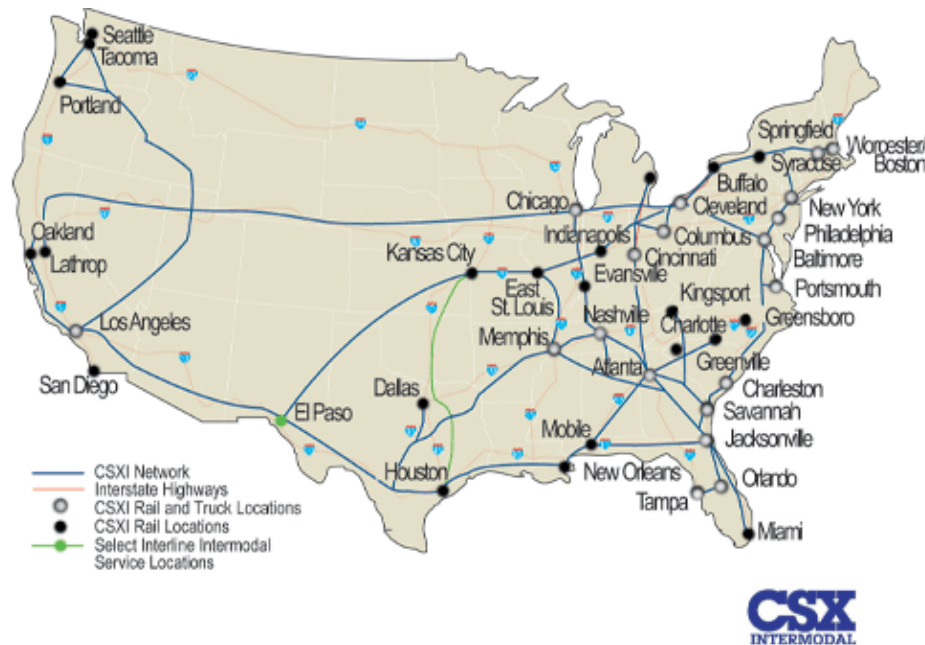 Seattle
Tacoma
Portland
Springfield
Worcester/
Boston
Syracuse
Buffalo
Chicago
Cleveland
New York
Oakland
Indianapolis
Columbus
Philadelphia
Kansas City
Cincinnati
Baltimore
Lathrop
East
St. Louis
Evansville
Kingsport
Portsmouth
Los Angeles
Nashville
Charlotte
Greensboro
Memphis
Atlanta
Greenville
San Diego
Dallas
Charleston
El Paso
Savannah
Mobile
Jacksonville
Houston
New Orleans
Orlando
Tampa
Miami
CSXI Network
Interstate Highways
CSXI Rail and Truck Locations
CSXI Rail Locations
Select Interline Intermodal
Service Locations
CSX
INTERMODAL